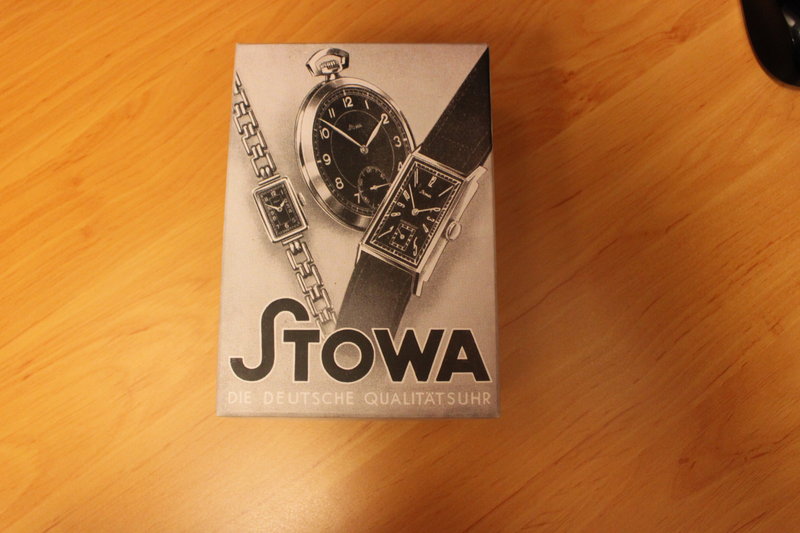 STOWA
DIE DEUTSCHE QUALITÄTSUHR